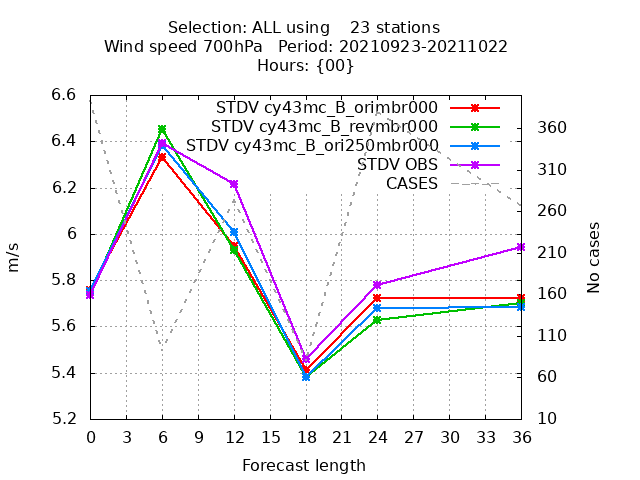 Selection: ALL using    23 stations
Wind speed 700hPa   Period: 20210923-20211022
Hours: {00}
STDV cy43mc_B_orimbr000
STDV cy43mc_B_revmbr000
STDV cy43mc_B_ori250mbr000
STDV OBS
CASES
m/s
6.6
6.4
6.2
6
5.8
5.6
5.4
5.2
No cases
360
310
260
210
160
110
60
10
0 3 6 9 12 15 18 21 24 27 30 33 36
Forecast length